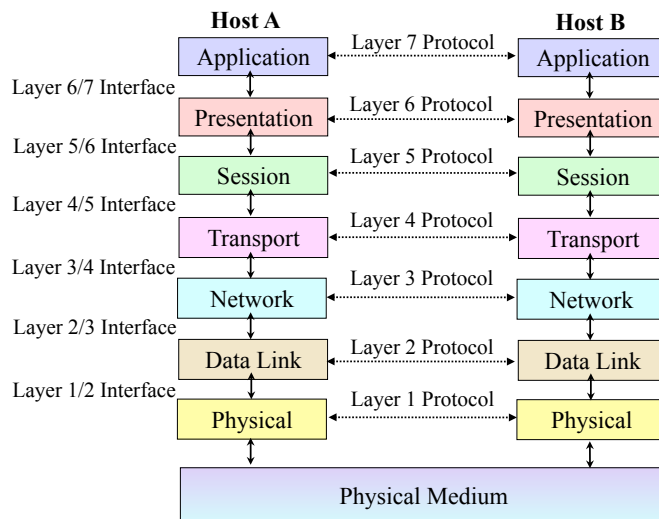 Host A Host B
Application Layer 7 Protocol Application
Layer 6/7 Interface
Presentation Layer 6 Protocol Presentation
Layer 5/6 Interface
Session Layer 5 Protocol Session
Layer 4/5 Interface
Transport Layer 4 Protocol Transport
Layer 3/4 Interface
Network Layer 3 Protocol Network
Layer 2/3 Interface
Data Link Layer 2 Protocol Data Link
Layer 1/2 Interface
Physical Layer 1 Protocol Physical
Physical Medium